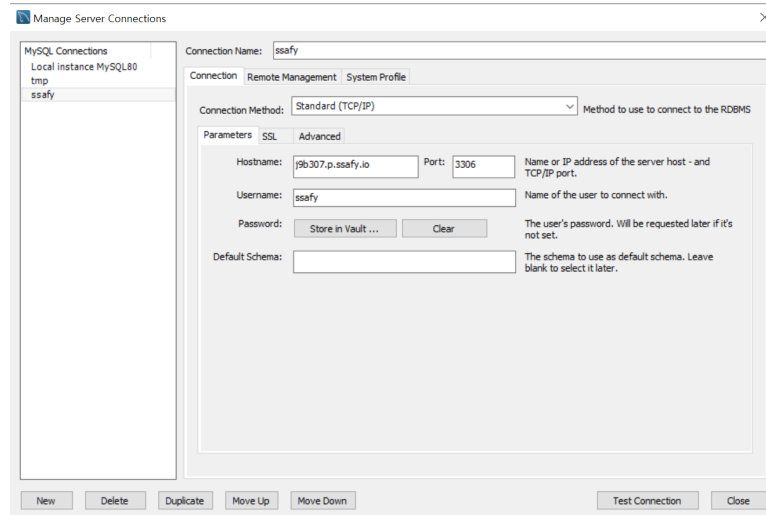 Manage Server Connections
MySQL Connections
Local instance MySQL80
tmp
ssafy
Connection Name: ssafy
Connection Remote Management System Profile
Connection Method: Standard (TCP/IP) Method to use to connect to the RDBMS
Parameters SSL Advanced
Hostname: j9b307.p.ssafy.io Port: 3306 Name or IP address of the server host - and
TCP/IP port.
Username: ssafy Name of the user to connect with.
Password: Store in Vault ... Clear The user's password. Will be requested later if it's
not set.
Default Schema: The schema to use as default schema. Leave
blank to select it later.
New Delete Duplicate Move Up Move Down Test Connection Close